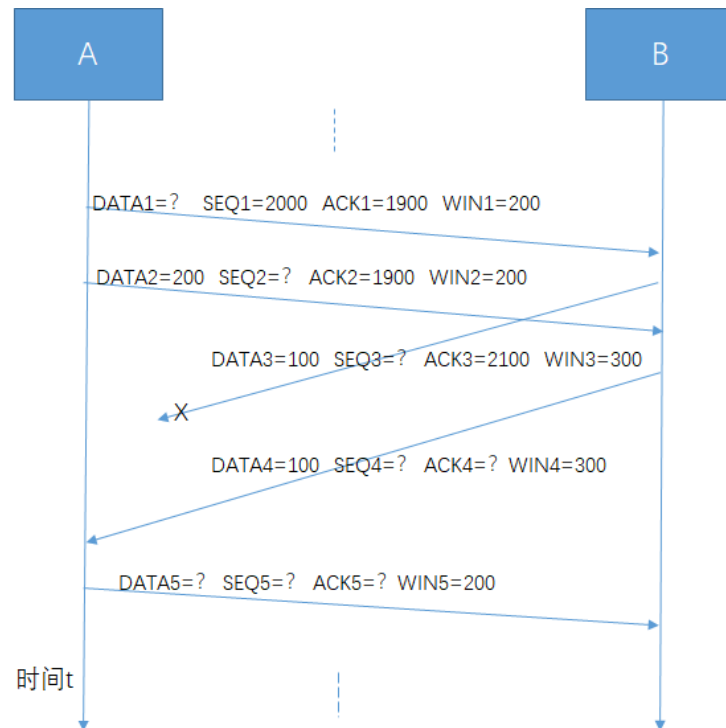 A
B
DATA1=？ SEQ1=2000 ACK1=1900 WIN1=200
DATA2=200 SEQ2=？ ACK2=1900 WIN2=200
DATA3=100 SEQ3=？ ACK3=2100 WIN3=300
X
DATA4=100 SEQ4=？ ACK4=？ WIN4=300
DATA5=？ SEQ5=？ ACK5=？ WIN5=200
时间t